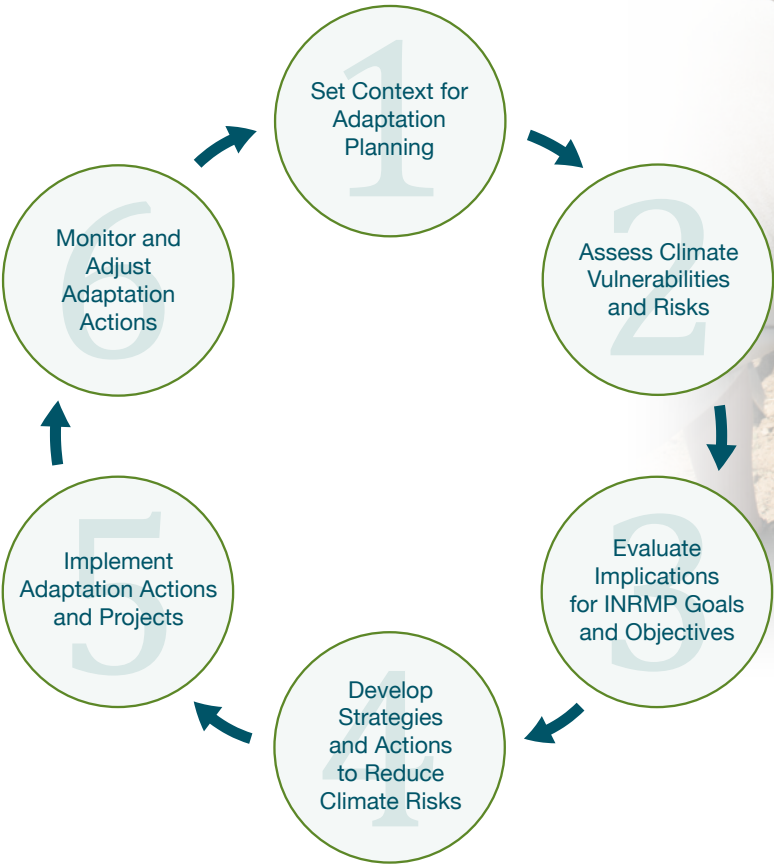 1
Set Context for
Adaptation
Planning
2
Assess Climate
Vulnerabilities
and Risks
3
Evaluate
Implications
for INRMP Goals
and Objectives
4
Develop
Strategies
and Actions
to Reduce
Climate Risks
5
Implement
Adaptation Actions
and Projects
6
Monitor and
Adjust
Adaptation
Actions